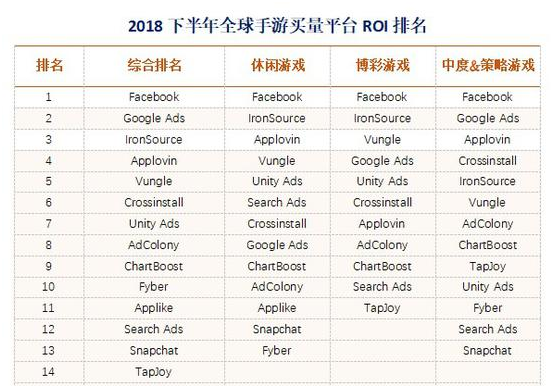 2018 下半年全球手游买量平台 ROI 排名
排名 综合排名 休闲游戏 博彩游戏 中度&策略游戏
1 Facebook Facebook Facebook Facebook
2 Google Ads IronSource IronSource Google Ads
3 IronSource Applovin Vungle Applovin
4 Applovin Vungle Google Ads Crossinstall
5 Vungle Unity Ads Unity Ads IronSource
6 Crossinstall Search Ads Crossinstall Vungle
7 Unity Ads Crossinstall Applovin AdColony
8 AdColony Google Ads AdColony ChartBoost
9 ChartBoost ChartBoost ChartBoost TapJoy
10 Fyber AdColony Search Ads Unity Ads
11 Applike Applike TapJoy Fyber
12 Search Ads Snapchat Search Ads
13 Snapchat Fyber Snapchat
14 TapJoy